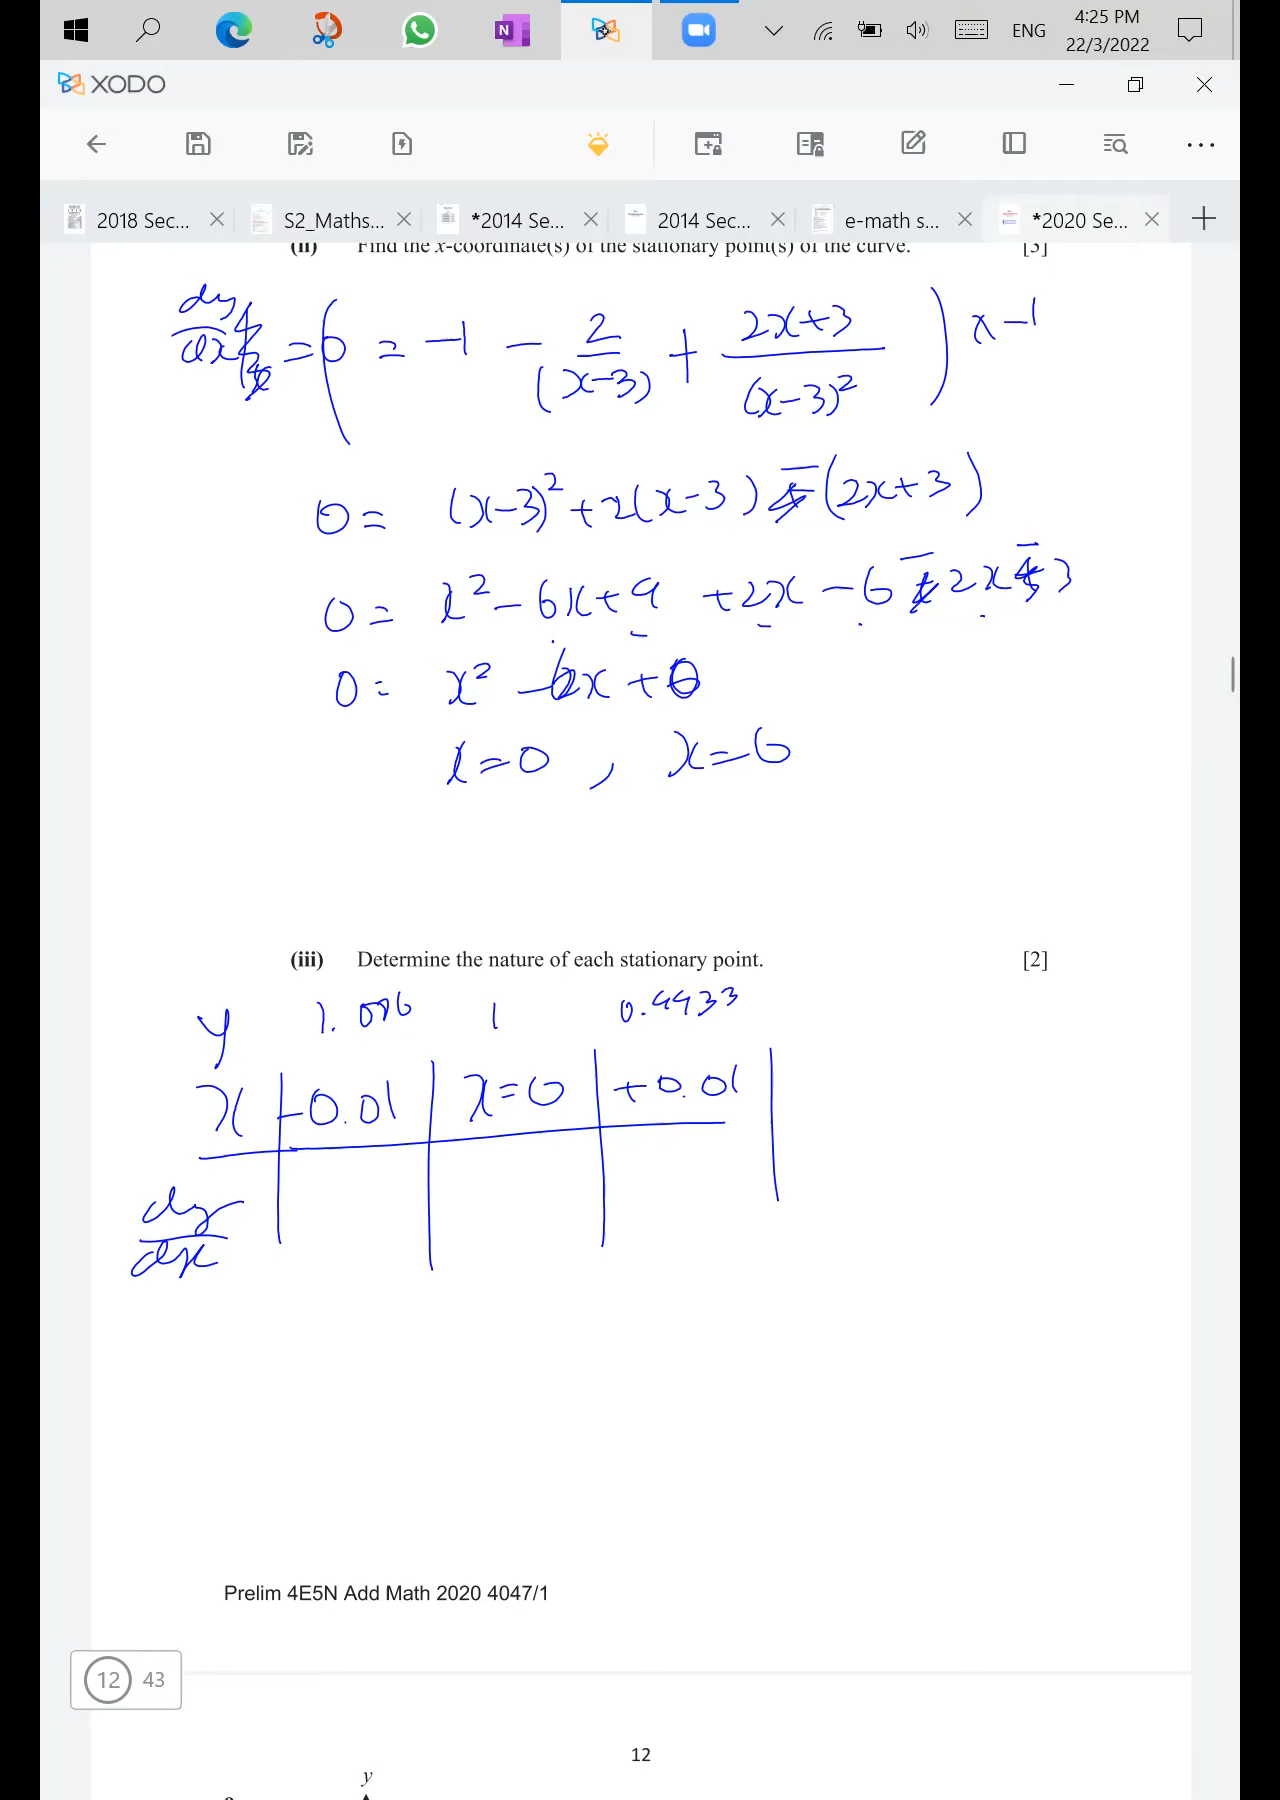 4:25 PM
ENG
22/3/2022
XODO
2018 Sec...
S2_Maths...
*2014 Se...
2014 Sec...
e-math s...
*2020 Se...
(ii) Find the x-coordinate(s) of the stationary point(s) of the curve. [3]
dy/dx = 0 = -1 - 2/(x-3) + (2x+3)/(x-3)² ) x -1
0 = (x-3)² + 2(x-3) - (2x+3)
0 = x² - 6x + 9 + 2x - 6 - 2x - 3
0 = x² - 6x + 0
x = 0 , x = 6
(iii) Determine the nature of each stationary point. [2]
y 1 0.9933
x -0.01 x=0 +0.01
dy/dx
Prelim 4E5N Add Math 2020 4047/1
12 43
12
y